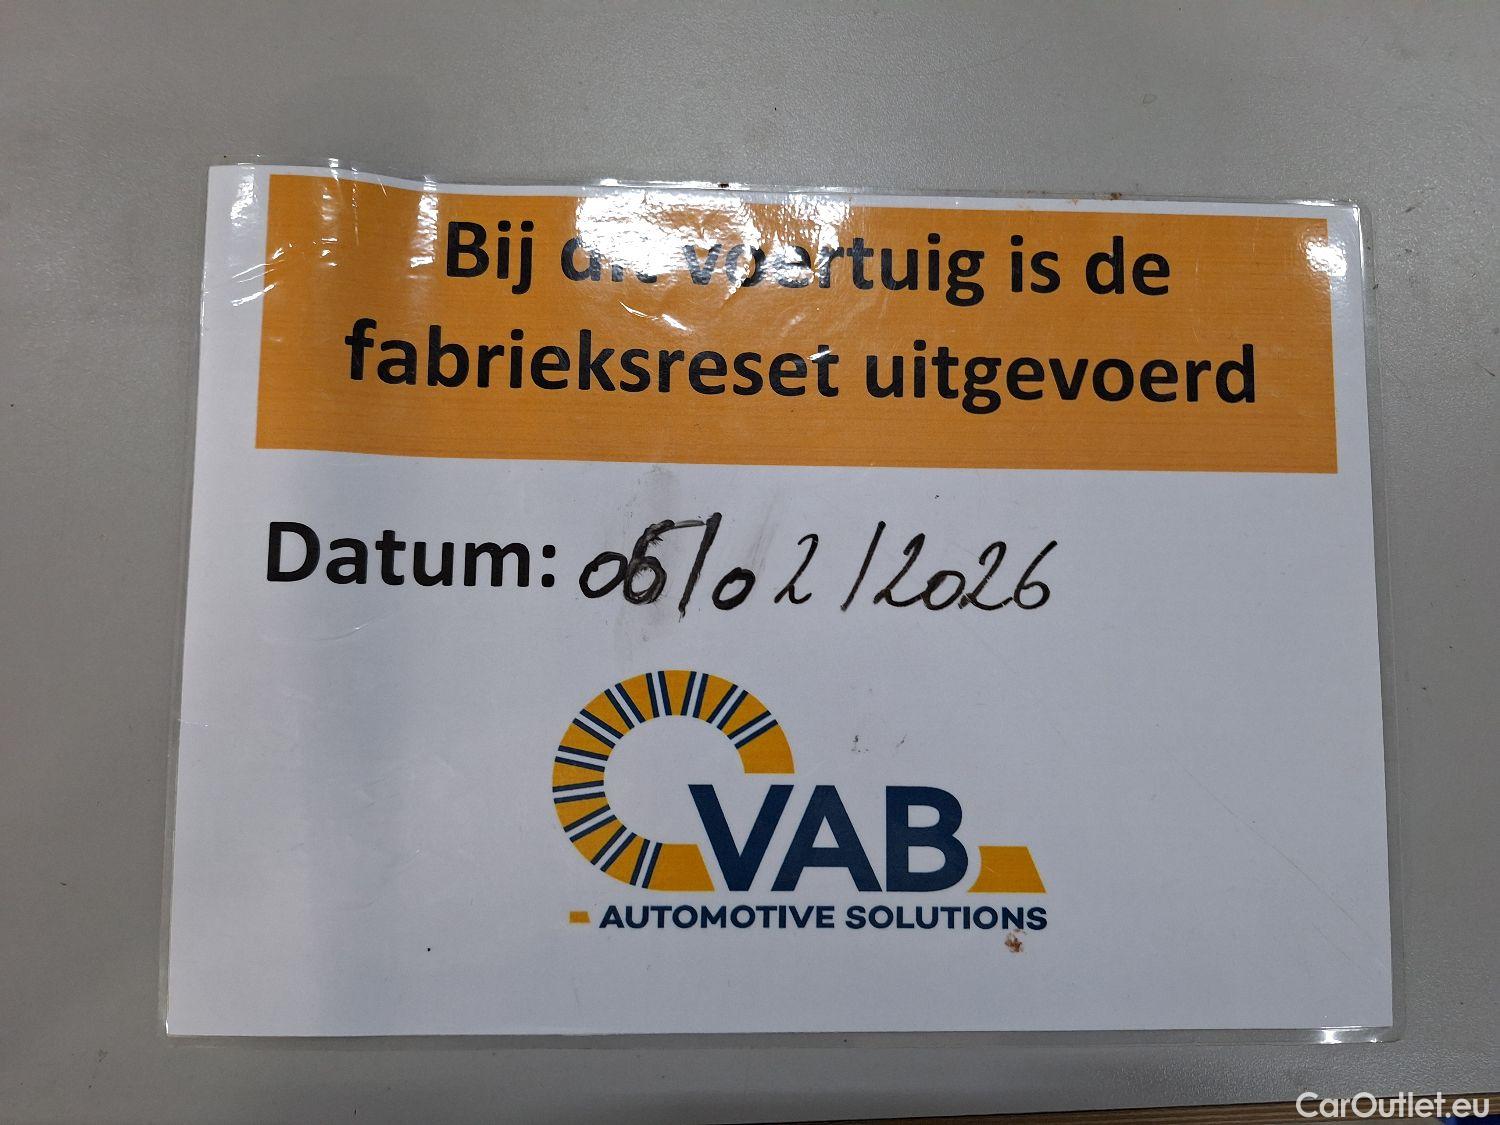 Bij dit voertuig is de
fabrieksreset uitgevoerd
Datum: 06/02/2026
VAB
AUTOMOTIVE SOLUTIONS
CarOutlet.eu